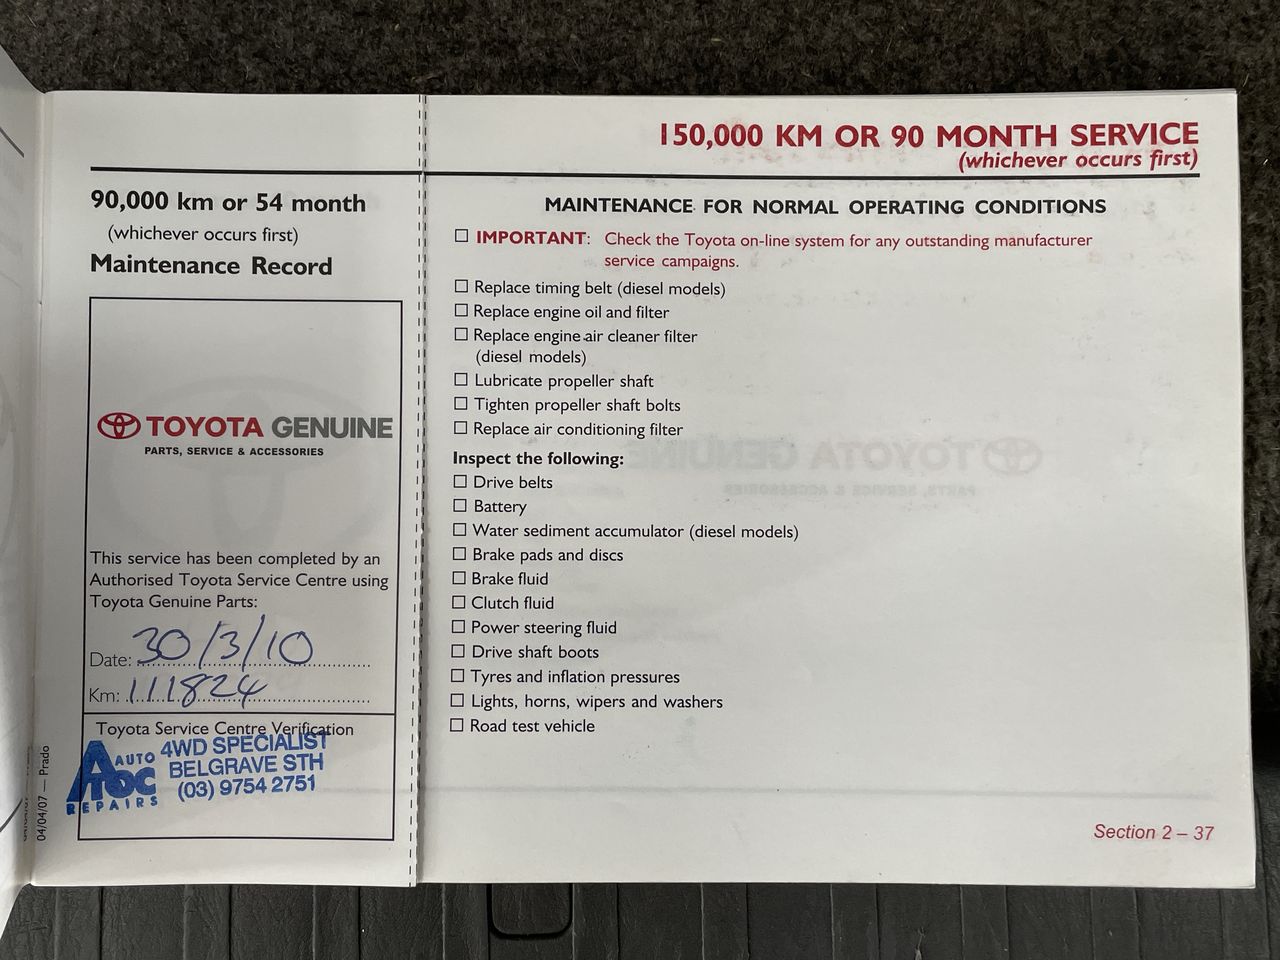 90,000 km or 54 month
(whichever occurs first)
Maintenance Record
TOYOTA GENUINE
PARTS, SERVICE & ACCESSORIES
This service has been completed by an
Authorised Toyota Service Centre using
Toyota Genuine Parts:
Date: 30/3/10
Km: 111824
Toyota Service Centre Verification
ATOC AUTO REPAIRS
4WD SPECIALIST
BELGRAVE STH
(03) 9754 2751
04/04/07 — Prado
150,000 KM OR 90 MONTH SERVICE
(whichever occurs first)
MAINTENANCE FOR NORMAL OPERATING CONDITIONS
IMPORTANT: Check the Toyota on-line system for any outstanding manufacturer
service campaigns.
Replace timing belt (diesel models)
Replace engine oil and filter
Replace engine air cleaner filter
(diesel models)
Lubricate propeller shaft
Tighten propeller shaft bolts
Replace air conditioning filter
Inspect the following:
Drive belts
Battery
Water sediment accumulator (diesel models)
Brake pads and discs
Brake fluid
Clutch fluid
Power steering fluid
Drive shaft boots
Tyres and inflation pressures
Lights, horns, wipers and washers
Road test vehicle
Section 2 – 37